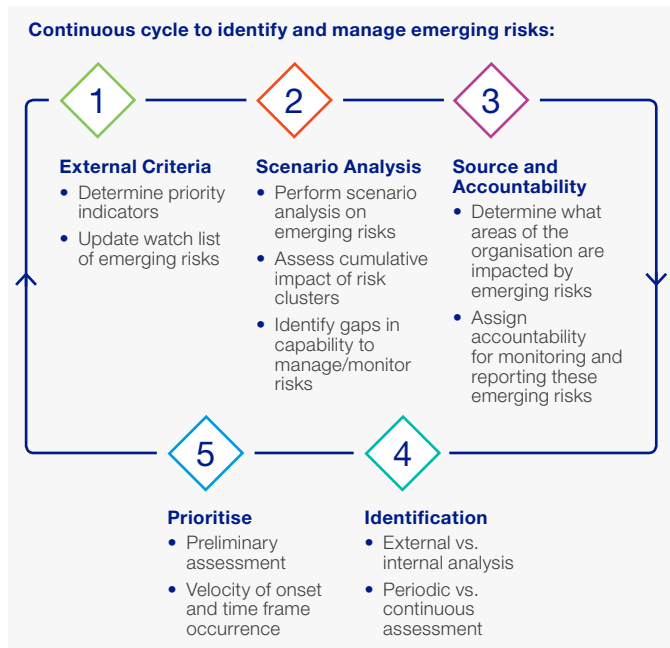 Continuous cycle to identify and manage emerging risks:
1
2
3
External Criteria
• Determine priority
indicators
• Update watch list
of emerging risks
Scenario Analysis
• Perform scenario
analysis on
emerging risks
• Assess cumulative
impact of risk
clusters
• Identify gaps in
capability to
manage/monitor
risks
Source and
Accountability
• Determine what
areas of the
organisation are
impacted by
emerging risks
• Assign
accountability
for monitoring and
reporting these
emerging risks
5
4
Prioritise
• Preliminary
assessment
• Velocity of onset
and time frame
occurrence
Identification
• External vs.
internal analysis
• Periodic vs.
continuous
assessment